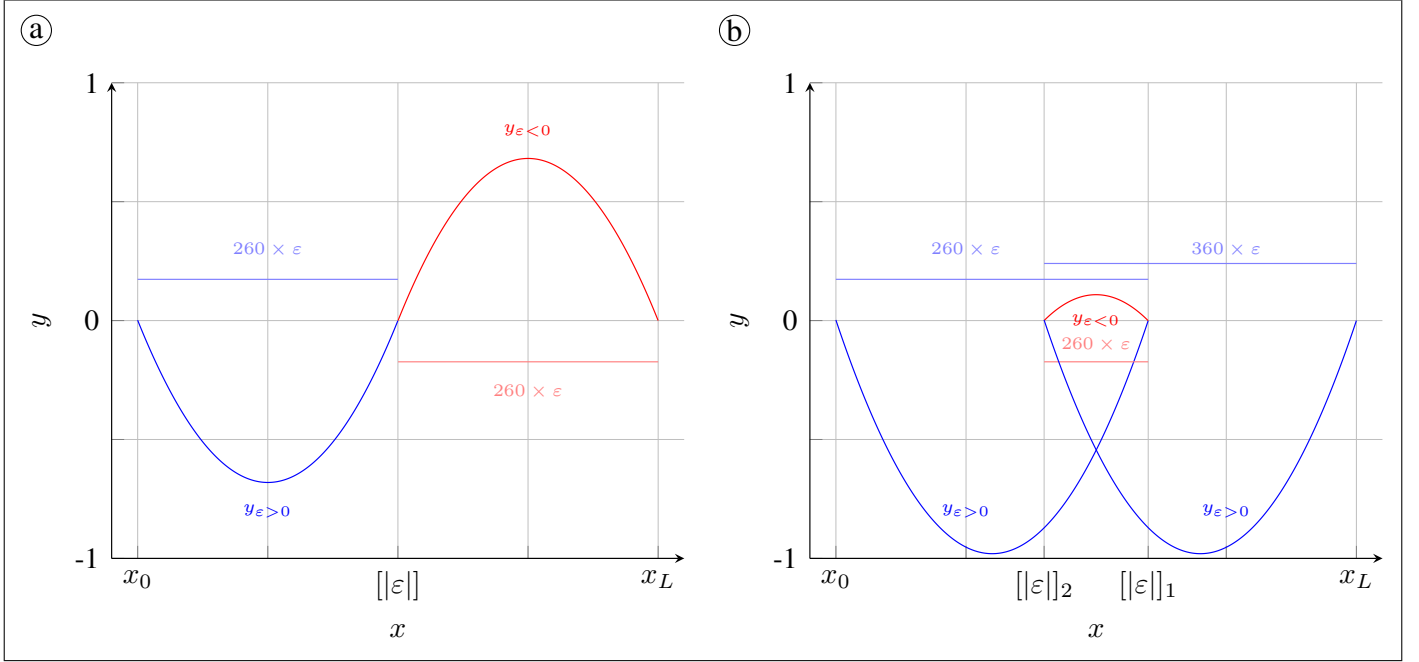 a
1
y_{ε<0}
260 × ε
y
0
260 × ε
y_{ε>0}
-1
x_0
[|ε|]
x_L
x
b
1
260 × ε
360 × ε
y
0
y_{ε<0}
260 × ε
y_{ε>0}
y_{ε>0}
-1
x_0
[|ε|]_2
[|ε|]_1
x_L
x